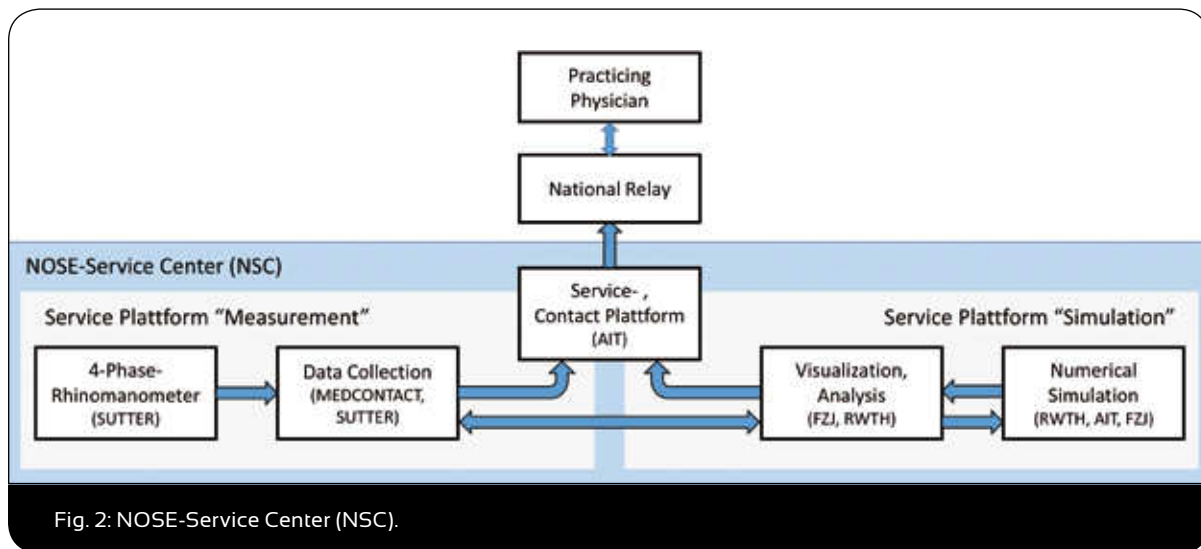 Practicing
Physician
National Relay
NOSE-Service Center (NSC)
Service- ,
Contact Plattform
(AIT)
Service Plattform “Measurement”
Service Plattform “Simulation”
4-Phase-
Rhinomanometer
(SUTTER)
Data Collection
(MEDCONTACT,
SUTTER)
Visualization,
Analysis
(FZJ, RWTH)
Numerical
Simulation
(RWTH, AIT, FZJ)
Fig. 2: NOSE-Service Center (NSC).